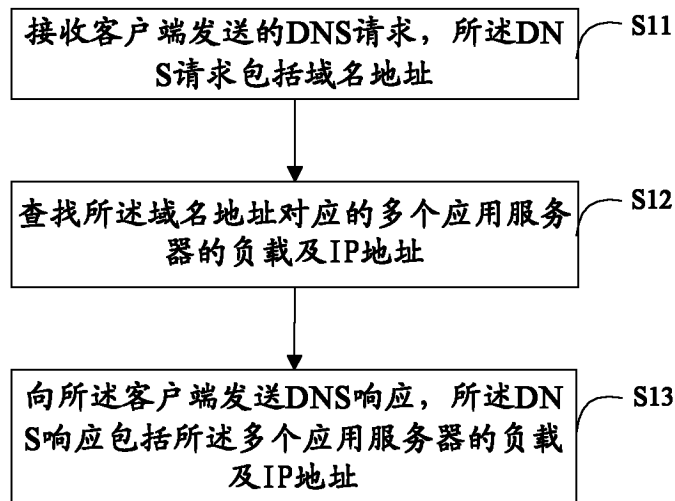 接收客户端发送的DNS请求，所述DN
S请求包括域名地址
S11
查找所述域名地址对应的多个应用服务
器的负载及IP地址
S12
向所述客户端发送DNS响应，所述DN
S响应包括所述多个应用服务器的负载
及IP地址
S13